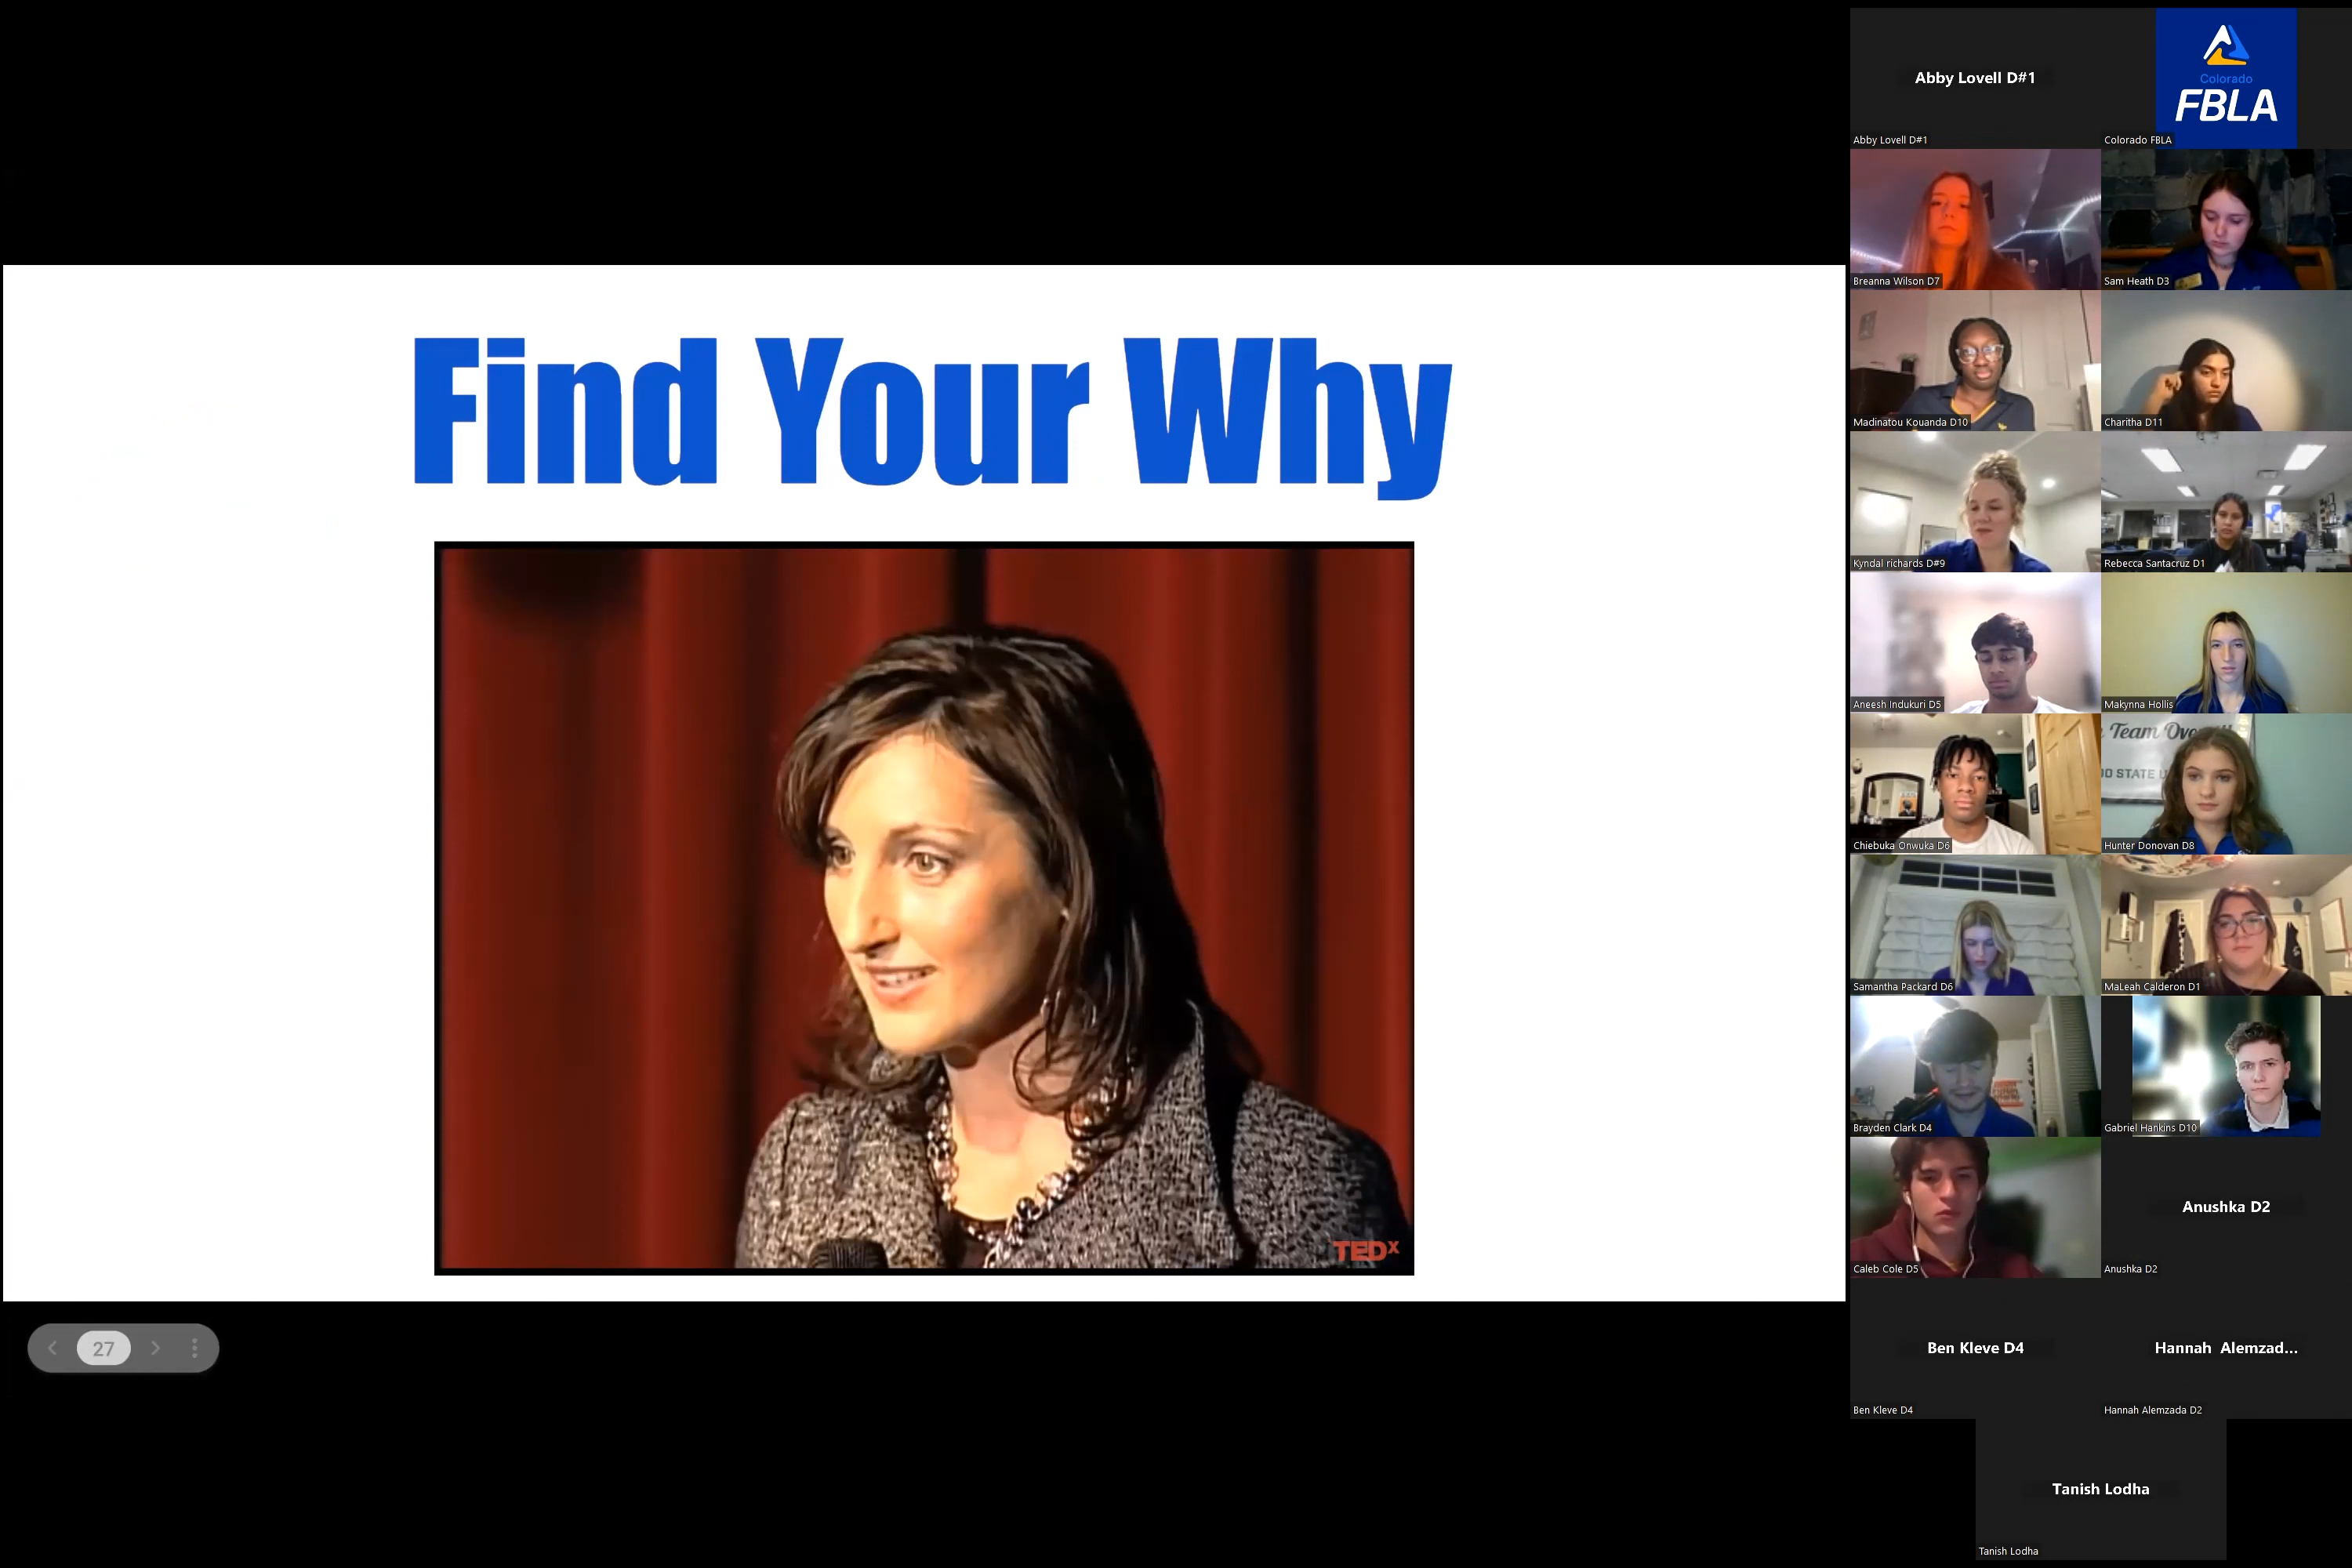 Find Your Why
TEDx
27
Abby Lovell D#1
Abby Lovell D#1
Colorado
FBLA
Colorado FBLA
Breanna Wilson D7
Sam Heath D3
Madinatou Kouanda D10
Charitha D11
Kyndal richards D#9
Rebecca Santacruz D1
Aneesh Indukuri D5
Makynna Hollis
Chiebuka Onwuka D6
Team Ove
DO STATE U
Hunter Donovan D8
Samantha Packard D6
MaLeah Calderon D1
Brayden Clark D4
Gabriel Hankins D10
Caleb Cole D5
Anushka D2
Anushka D2
Ben Kleve D4
Ben Kleve D4
Hannah Alemzad...
Hannah Alemzada D2
Tanish Lodha
Tanish Lodha